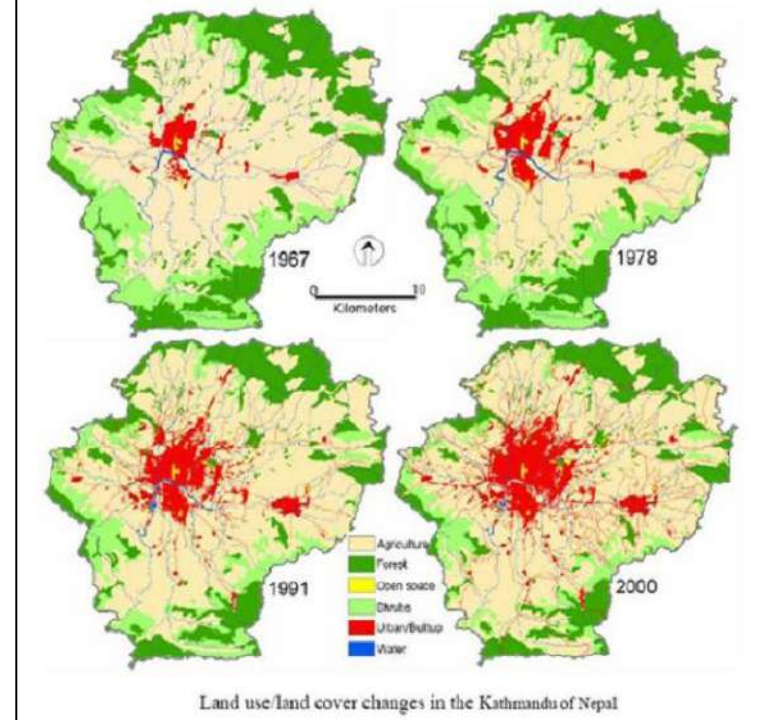 1967
1978
0 10
Kilometers
Agriculture
Forest
Open space
Shrubs
Urban/Builtup
Water
1991
2000
Land use/land cover changes in the Kathmandu of Nepal